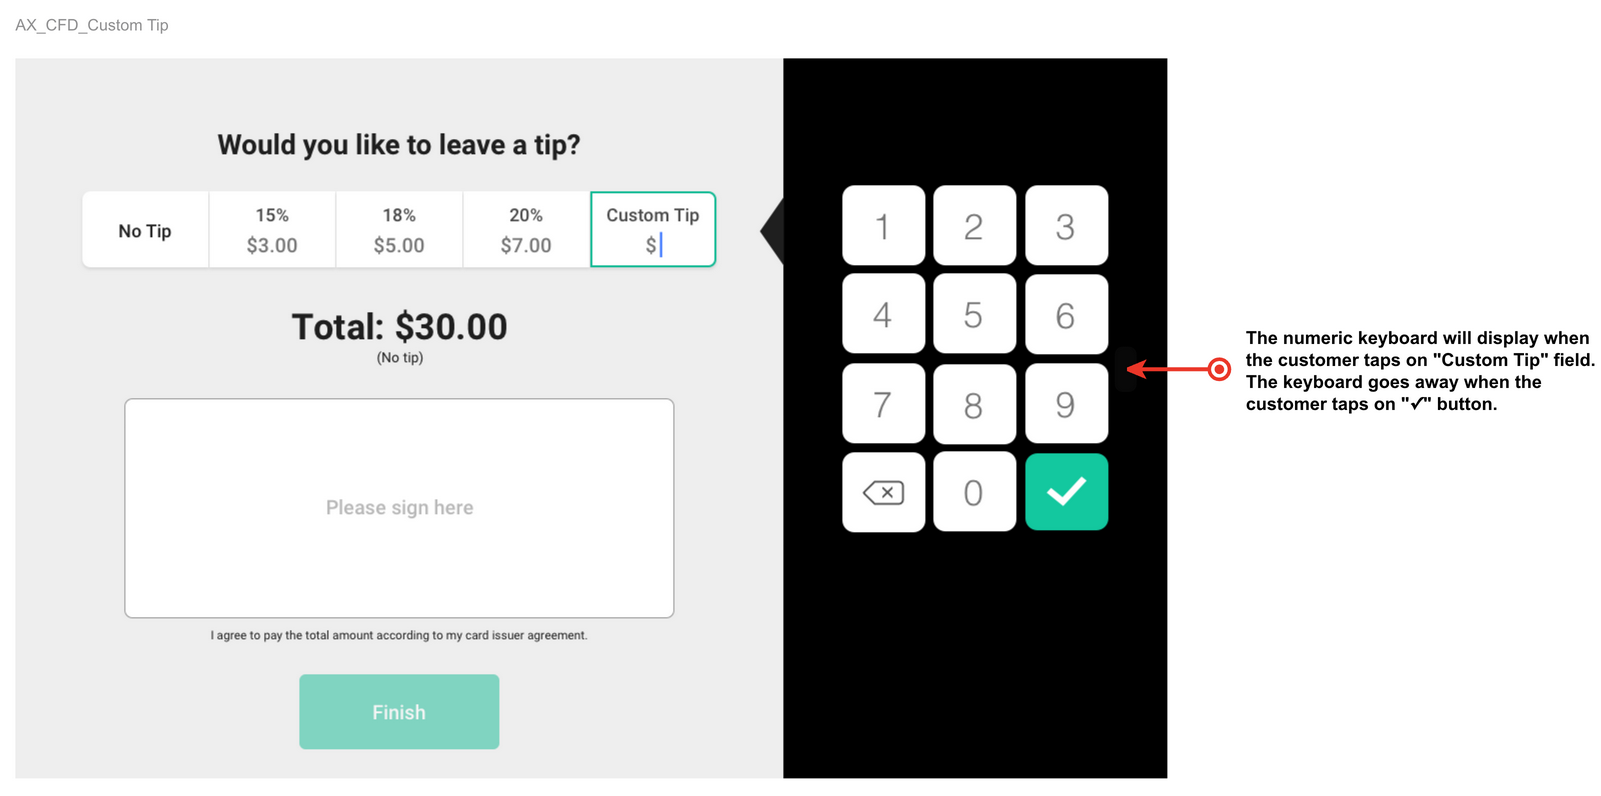 AX_CFD_Custom Tip
Would you like to leave a tip?
No Tip
15%
$3.00
18%
$5.00
20%
$7.00
Custom Tip
$
Total: $30.00
(No tip)
Please sign here
I agree to pay the total amount according to my card issuer agreement.
Finish
1 2 3
4 5 6
7 8 9
0
The numeric keyboard will display when
the customer taps on "Custom Tip" field.
The keyboard goes away when the
customer taps on "✓" button.